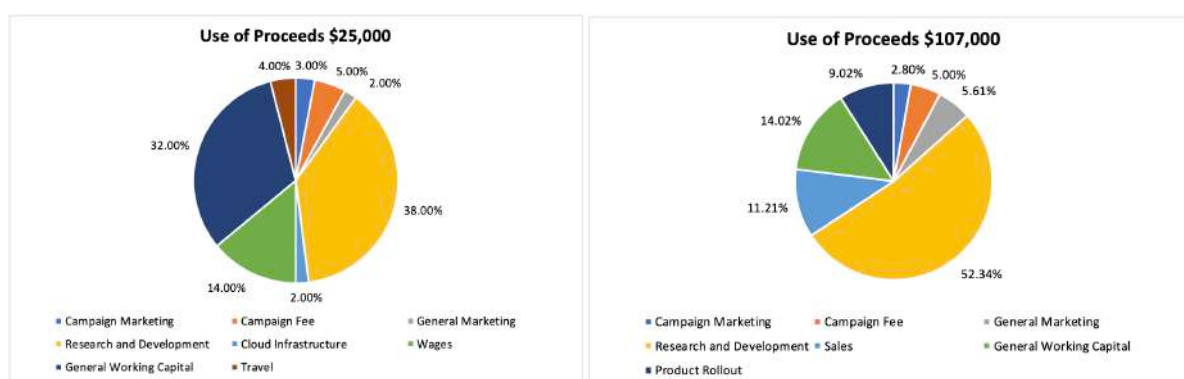 Use of Proceeds $25,000
4.00%
3.00%
5.00%
2.00%
32.00%
38.00%
14.00%
2.00%
Campaign Marketing
Campaign Fee
General Marketing
Research and Development
Cloud Infrastructure
Wages
General Working Capital
Travel
Use of Proceeds $107,000
9.02%
2.80%
5.00%
5.61%
14.02%
11.21%
52.34%
Campaign Marketing
Campaign Fee
General Marketing
Research and Development
Sales
General Working Capital
Product Rollout